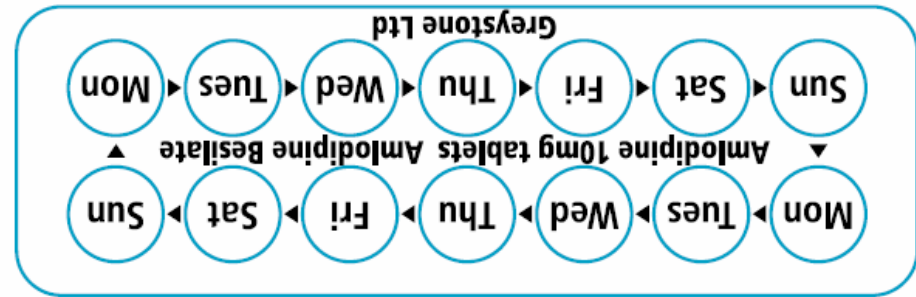 Mon Tues Wed Thu Fri Sat Sun
Amlodipine 10mg tablets Amlodipine Besilate
Sun Sat Fri Thu Wed Tues Mon
Greystone Ltd